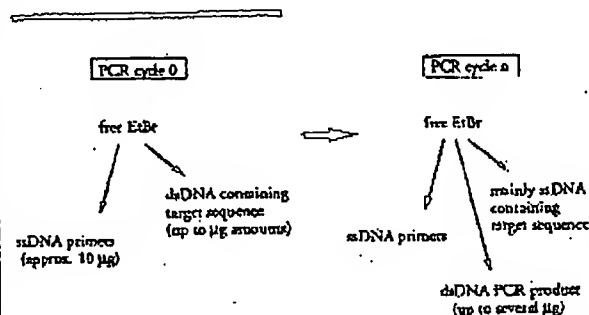 PCR cycle 0
free EtBr
dsDNA containing
target sequence
(up to µg amounts)
ssDNA primers
(approx. 10 µg)
PCR cycle n
free EtBr
mainly ssDNA
containing
target sequence
ssDNA primers
dsDNA PCR product
(up to several µg)